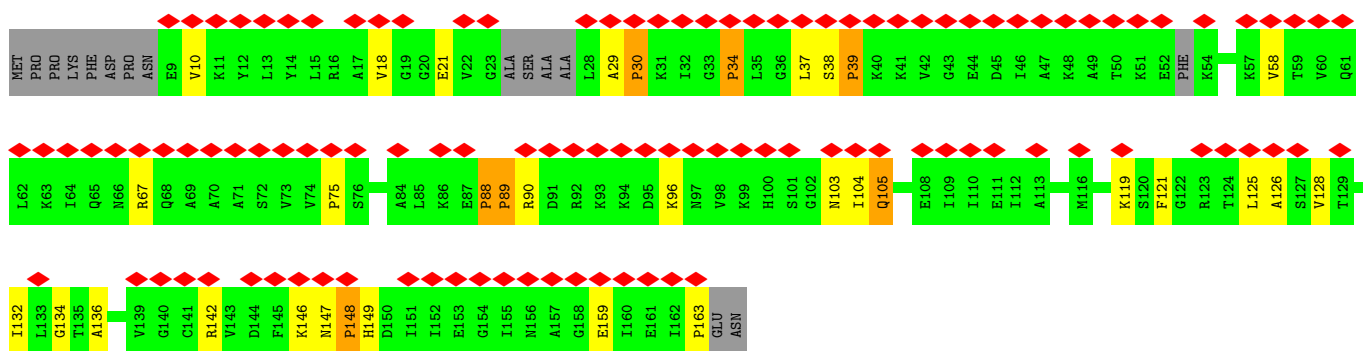 MET PRO PRO LYS PHE ASP PRO ASN E9 V10 K11 Y12 L13 Y14 L15 R16 A17 V18 G19 G20 E21 V22 G23 ALA SER ALA ALA L28 A29 P30 K31 I32 G33 P34 L35 G36 L37 S38 P39 K40 K41 V42 G43 E44 D45 I46 A47 K48 A49 T50 K51 E52 PHE K54 K57 V58 T59 V60 Q61
L62 K63 I64 Q65 N66 R67 Q68 A69 A70 A71 S72 V73 V74 P75 S76 A84 L85 K86 E87 P88 P89 R90 D91 R92 K93 K94 D95 K96 N97 V98 K99 H100 S101 G102 N103 I104 Q105 E108 I109 I110 E111 I112 A113 M116 K119 S120 F121 G122 R123 T124 L125 A126 S127 V128 T129
I132 L133 G134 T135 A136 V139 G140 C141 R142 V143 D144 F145 K146 N147 P148 H149 D150 I151 I152 E153 G154 I155 N156 A157 G158 E159 I160 E161 I162 P163 GLU ASN